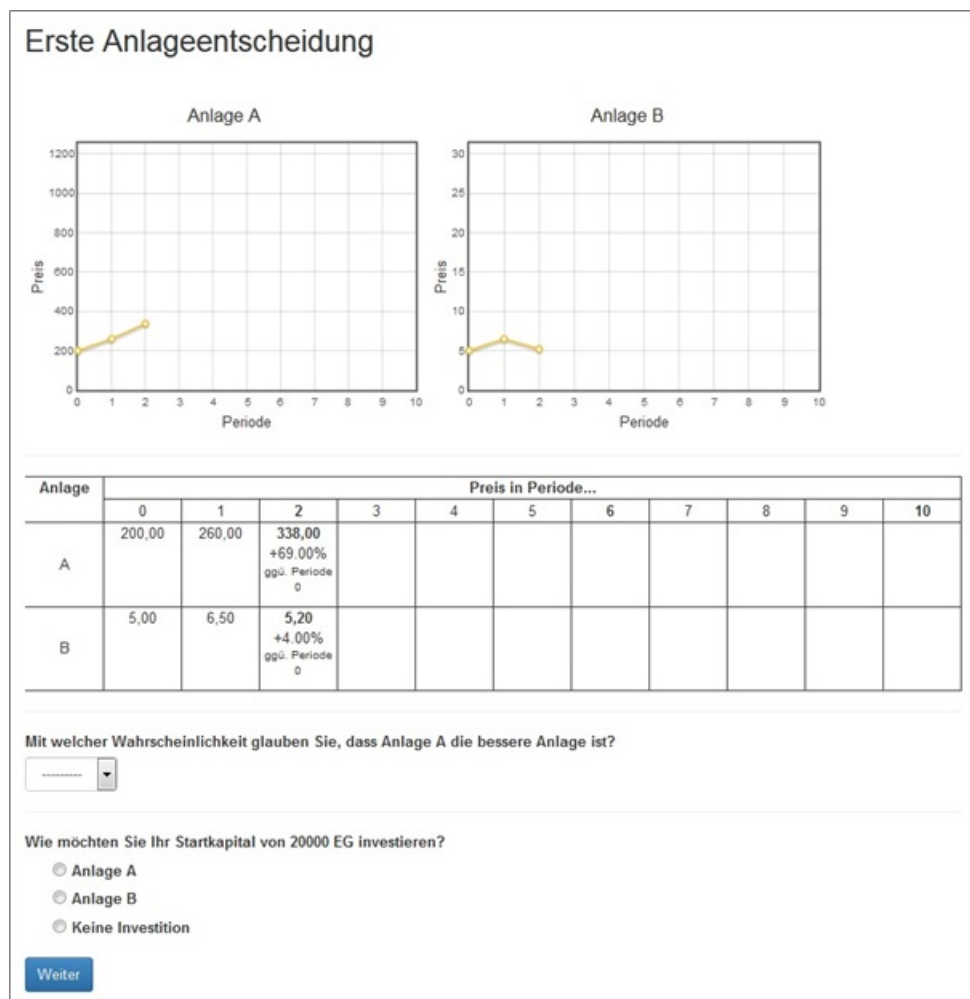 Erste Anlageentscheidung
Anlage A
Anlage B
1200
1000
800
600
400
200
0
Preis
0 1 2 3 4 5 6 7 8 9 10
Periode
30
25
20
15
10
5
0
Preis
0 1 2 3 4 5 6 7 8 9 10
Periode
Anlage Preis in Periode...
0 1 2 3 4 5 6 7 8 9 10
A 200,00 260,00 338,00
+69.00%
ggü. Periode
0
B 5,00 6,50 5,20
+4.00%
ggü. Periode
0
Mit welcher Wahrscheinlichkeit glauben Sie, dass Anlage A die bessere Anlage ist?
---------
Wie möchten Sie Ihr Startkapital von 20000 EG investieren?
Anlage A
Anlage B
Keine Investition
Weiter